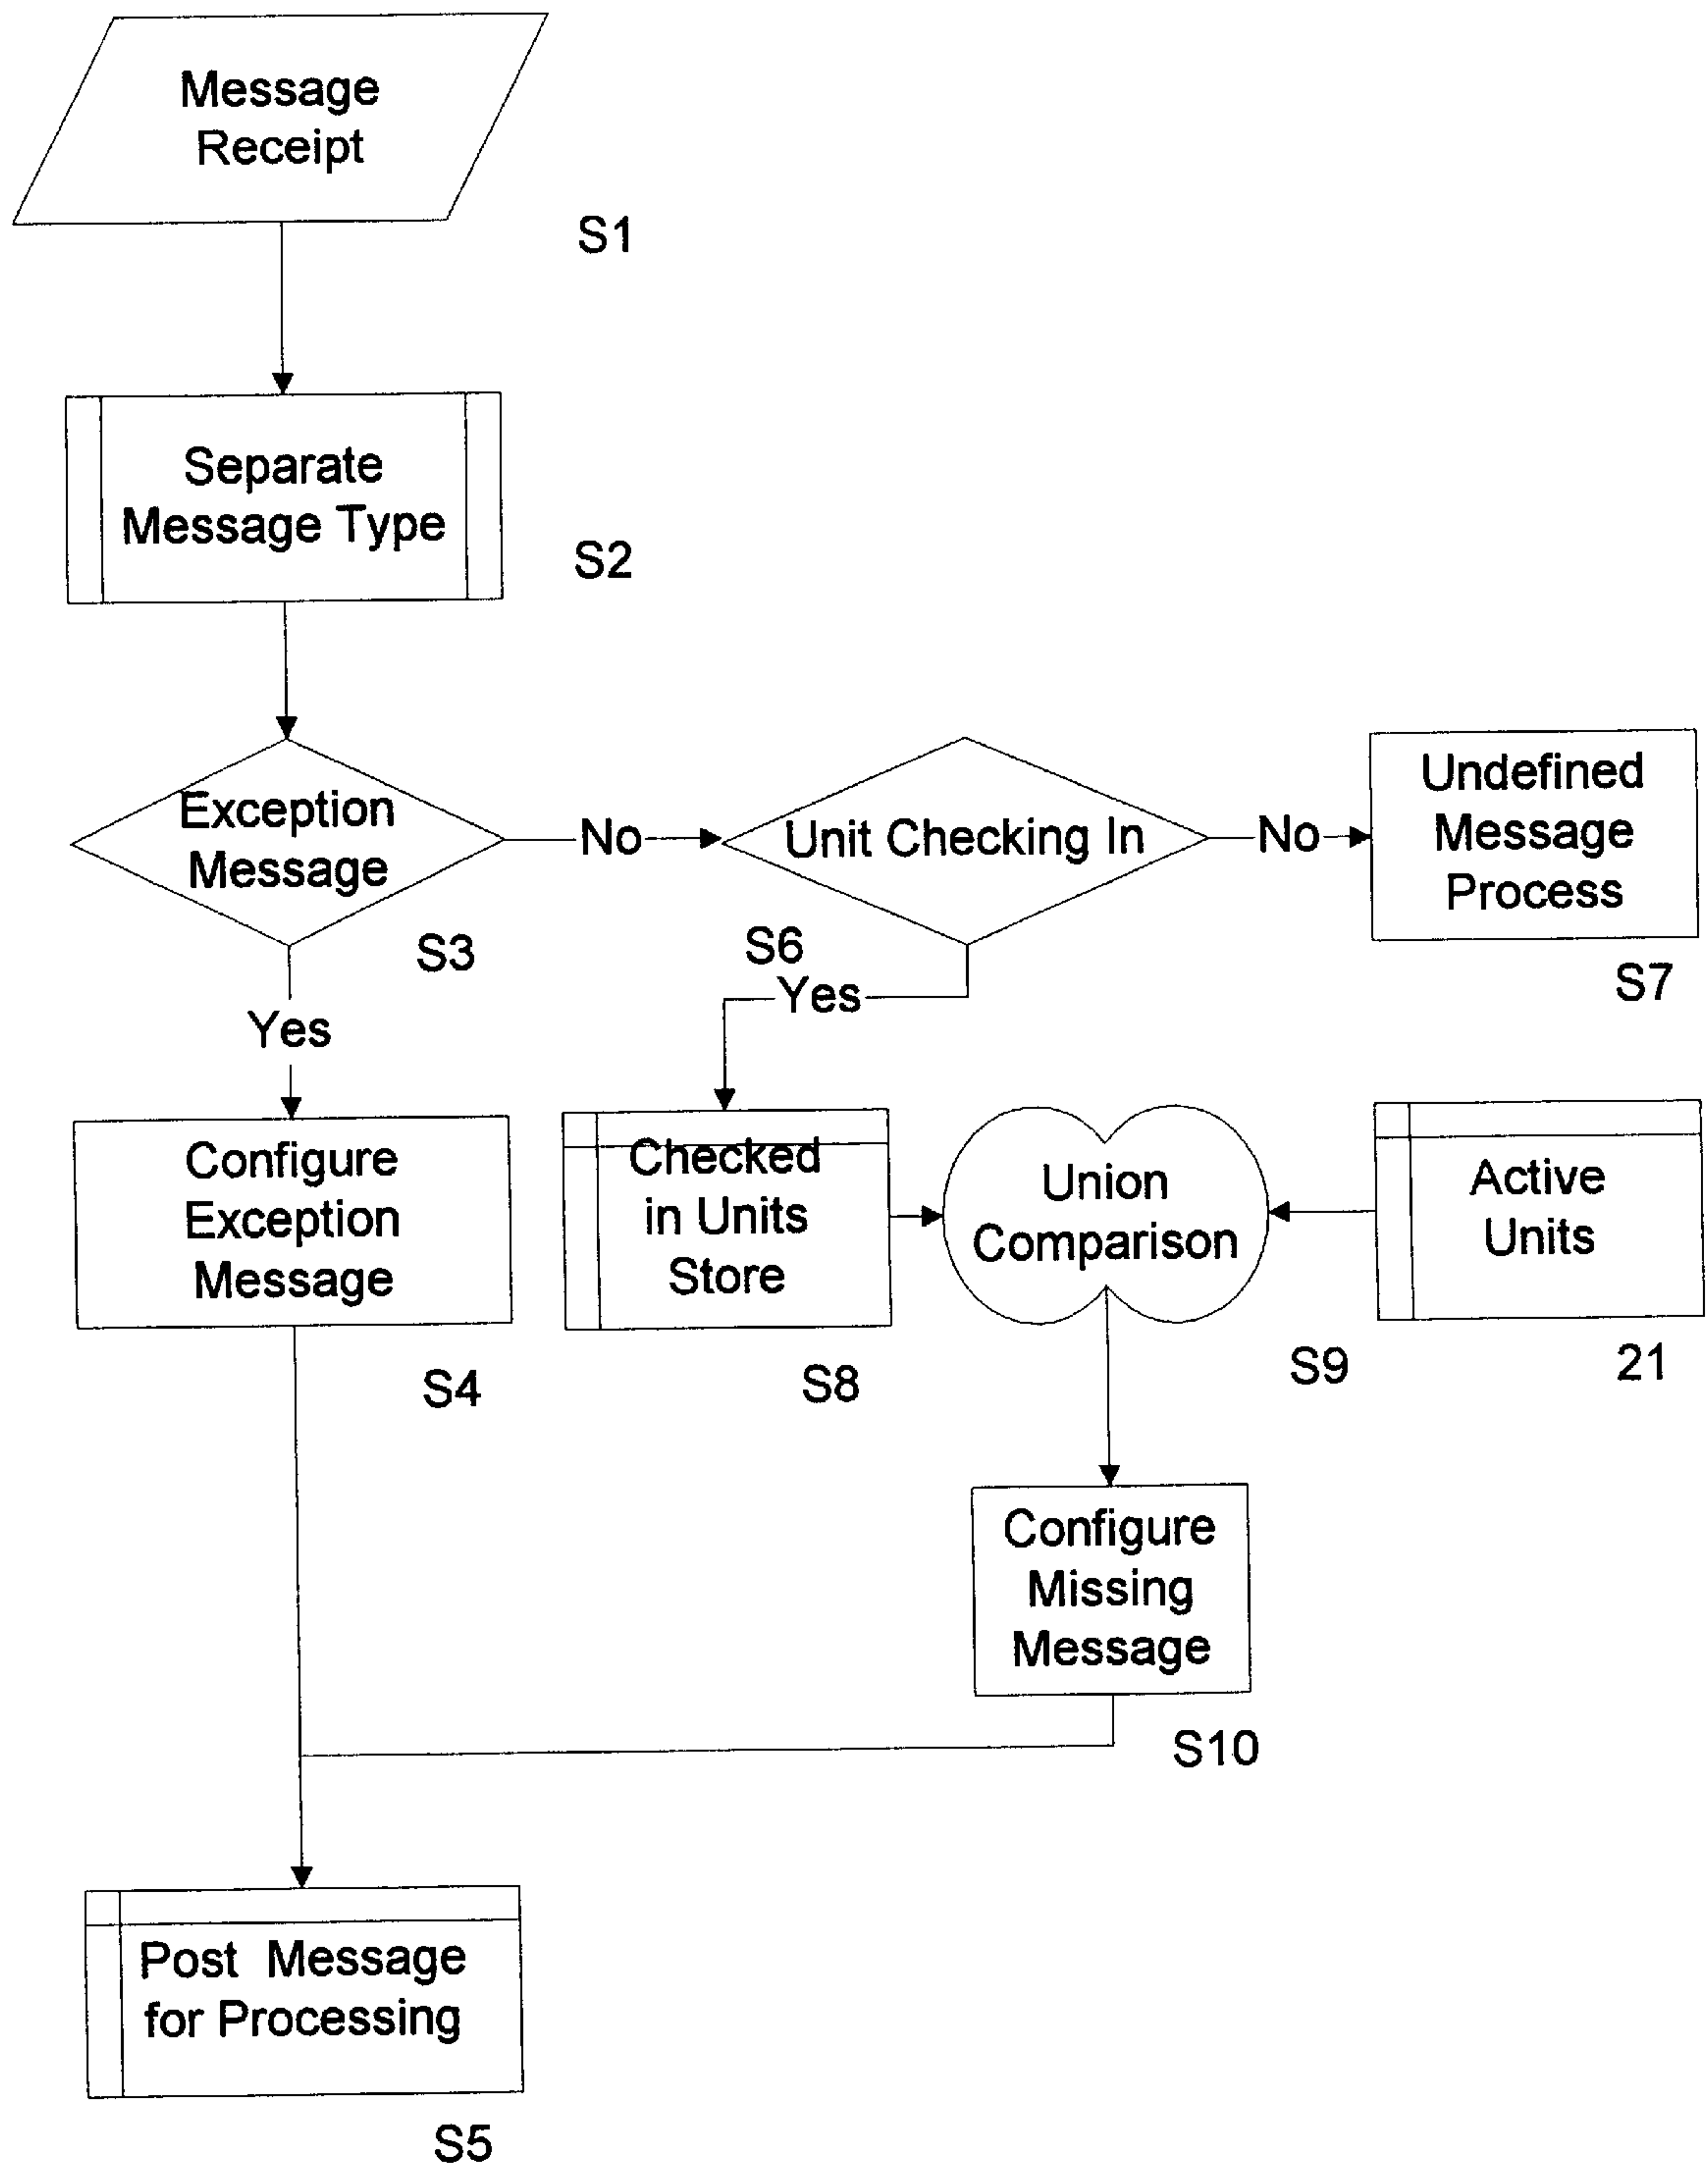 Message
Receipt
S1
Separate
Message Type
S2
Exception
Message
S3
No
Unit Checking In
S6
No
Undefined
Message
Process
S7
Yes
Yes
Configure
Exception
Message
S4
Checked
in Units
Store
S8
Union
Comparison
S9
Active
Units
21
Configure
Missing
Message
S10
Post Message
for Processing
S5